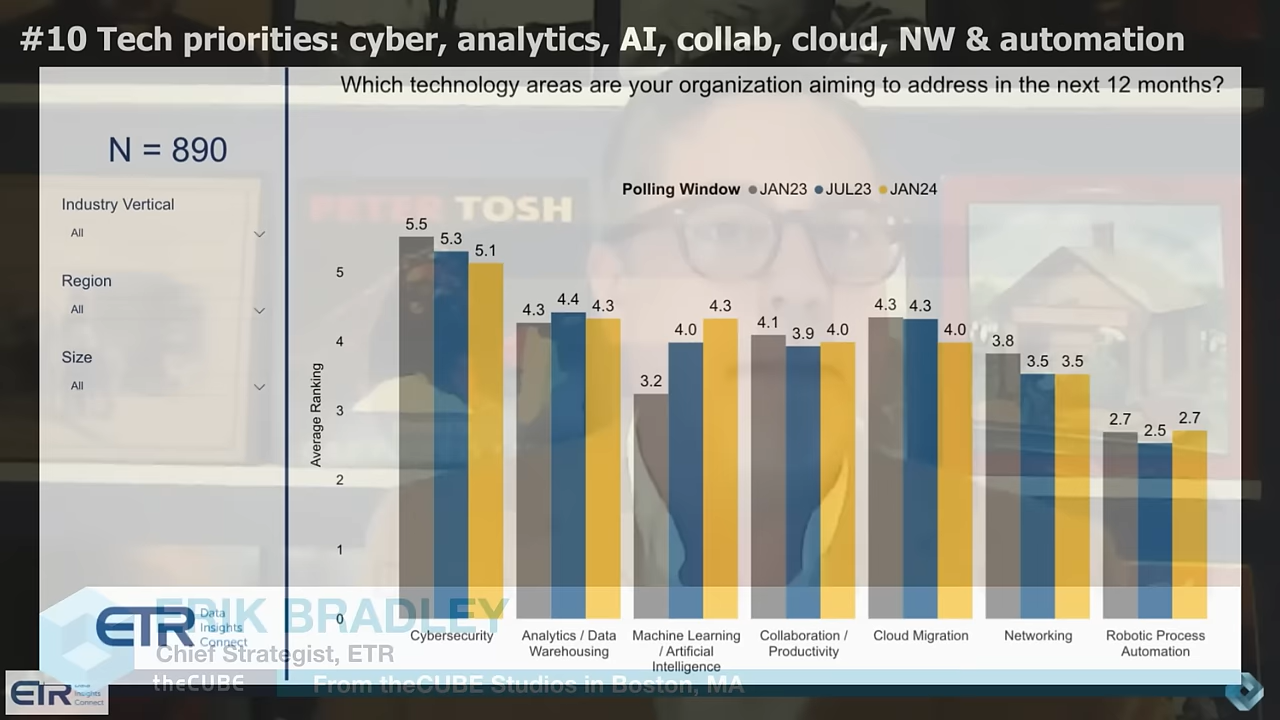 #10 Tech priorities: cyber, analytics, AI, collab, cloud, NW & automation
Which technology areas are your organization aiming to address in the next 12 months?
N = 890
Industry Vertical
All
Region
All
Size
All
Polling Window JAN23 JUL23 JAN24
PETER TOSH
Average Ranking
5
4
3
2
1
0
5.5 5.3 5.1
4.3 4.4 4.3
3.2 4.0 4.3
4.1 3.9 4.0
4.3 4.3 4.0
3.8 3.5 3.5
2.7 2.5 2.7
Cybersecurity
Analytics / Data
Warehousing
Machine Learning
/ Artificial
Intelligence
Collaboration /
Productivity
Cloud Migration
Networking
Robotic Process
Automation
ETR
Data
Insights
Connect
ERIK BRADLEY
Chief Strategist, ETR
theCUBE
From theCUBE Studios in Boston, MA
ETR
Insights
Connect